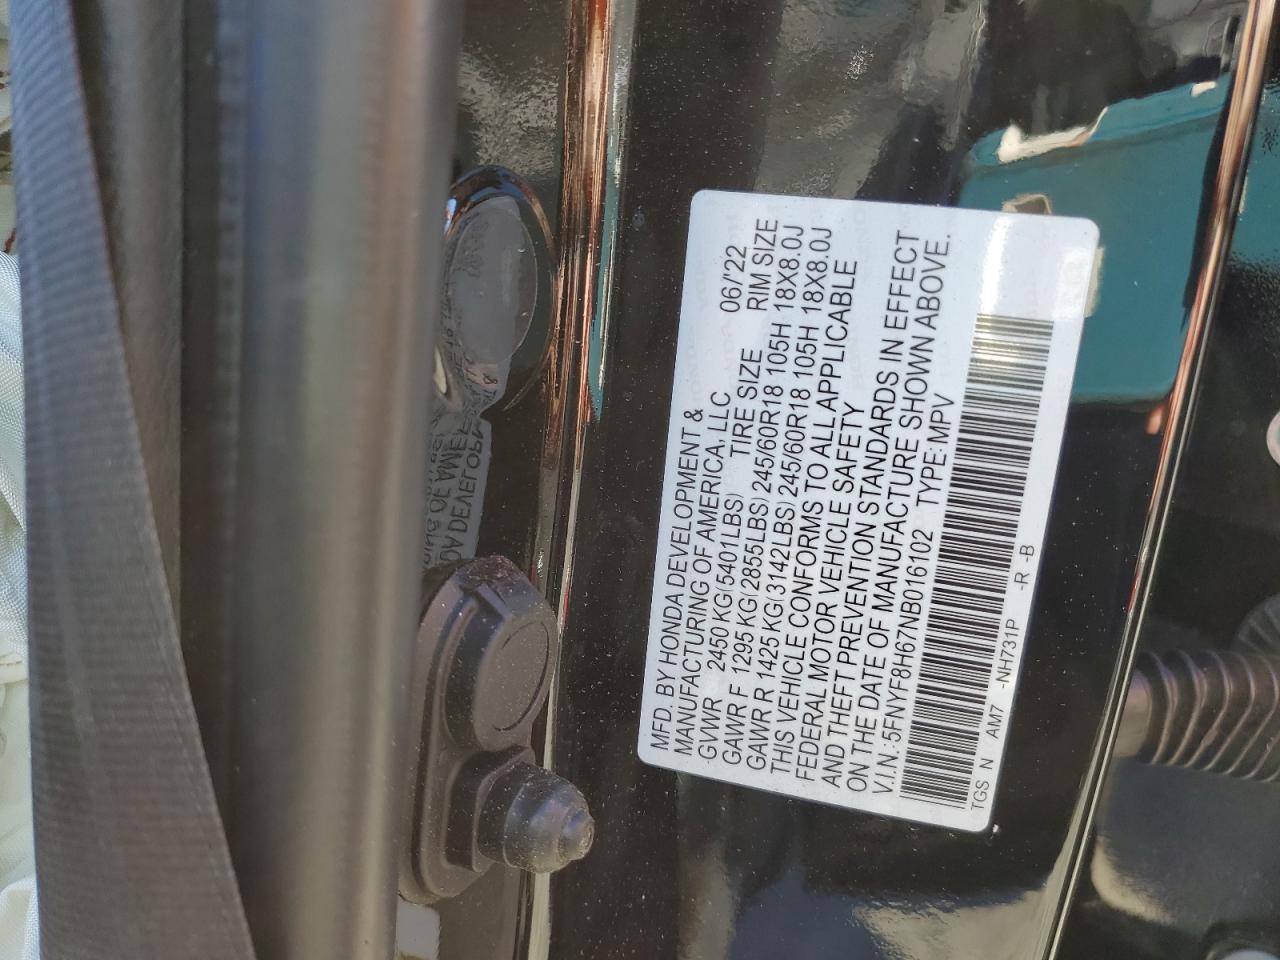 MFD. BY HONDA DEVELOPMENT &
MANUFACTURING OF AMERICA, LLC 06/'22
GVWR 2450 KG(5401LBS) TIRE SIZE RIM SIZE
GAWR F 1295 KG(2855LBS) 245/60R18 105H 18X8.0J
GAWR R 1425 KG(3142LBS) 245/60R18 105H 18X8.0J
THIS VEHICLE CONFORMS TO ALL APPLICABLE
FEDERAL MOTOR VEHICLE SAFETY
AND THEFT PREVENTION STANDARDS IN EFFECT
ON THE DATE OF MANUFACTURE SHOWN ABOVE.
V.I.N.:5FNYF8H67NB016102 TYPE:MPV
TGS N AM7 -NH731P -R -B